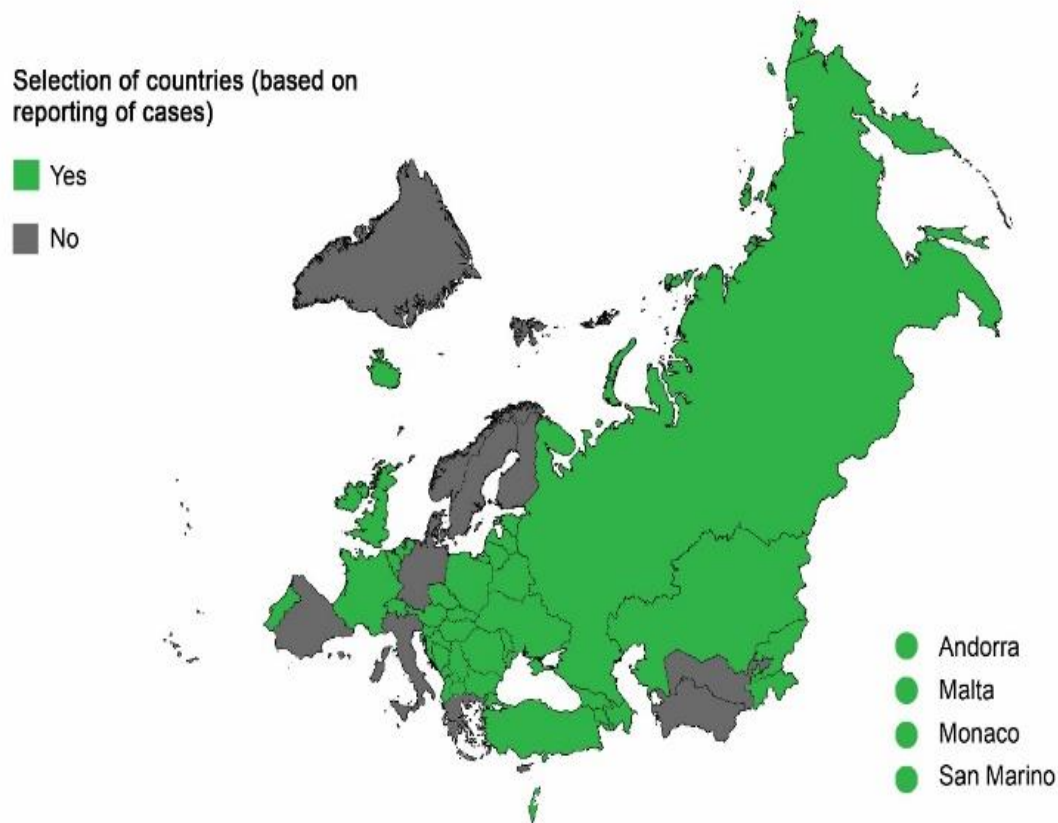 Selection of countries (based on
reporting of cases)
Yes
No
Andorra
Malta
Monaco
San Marino